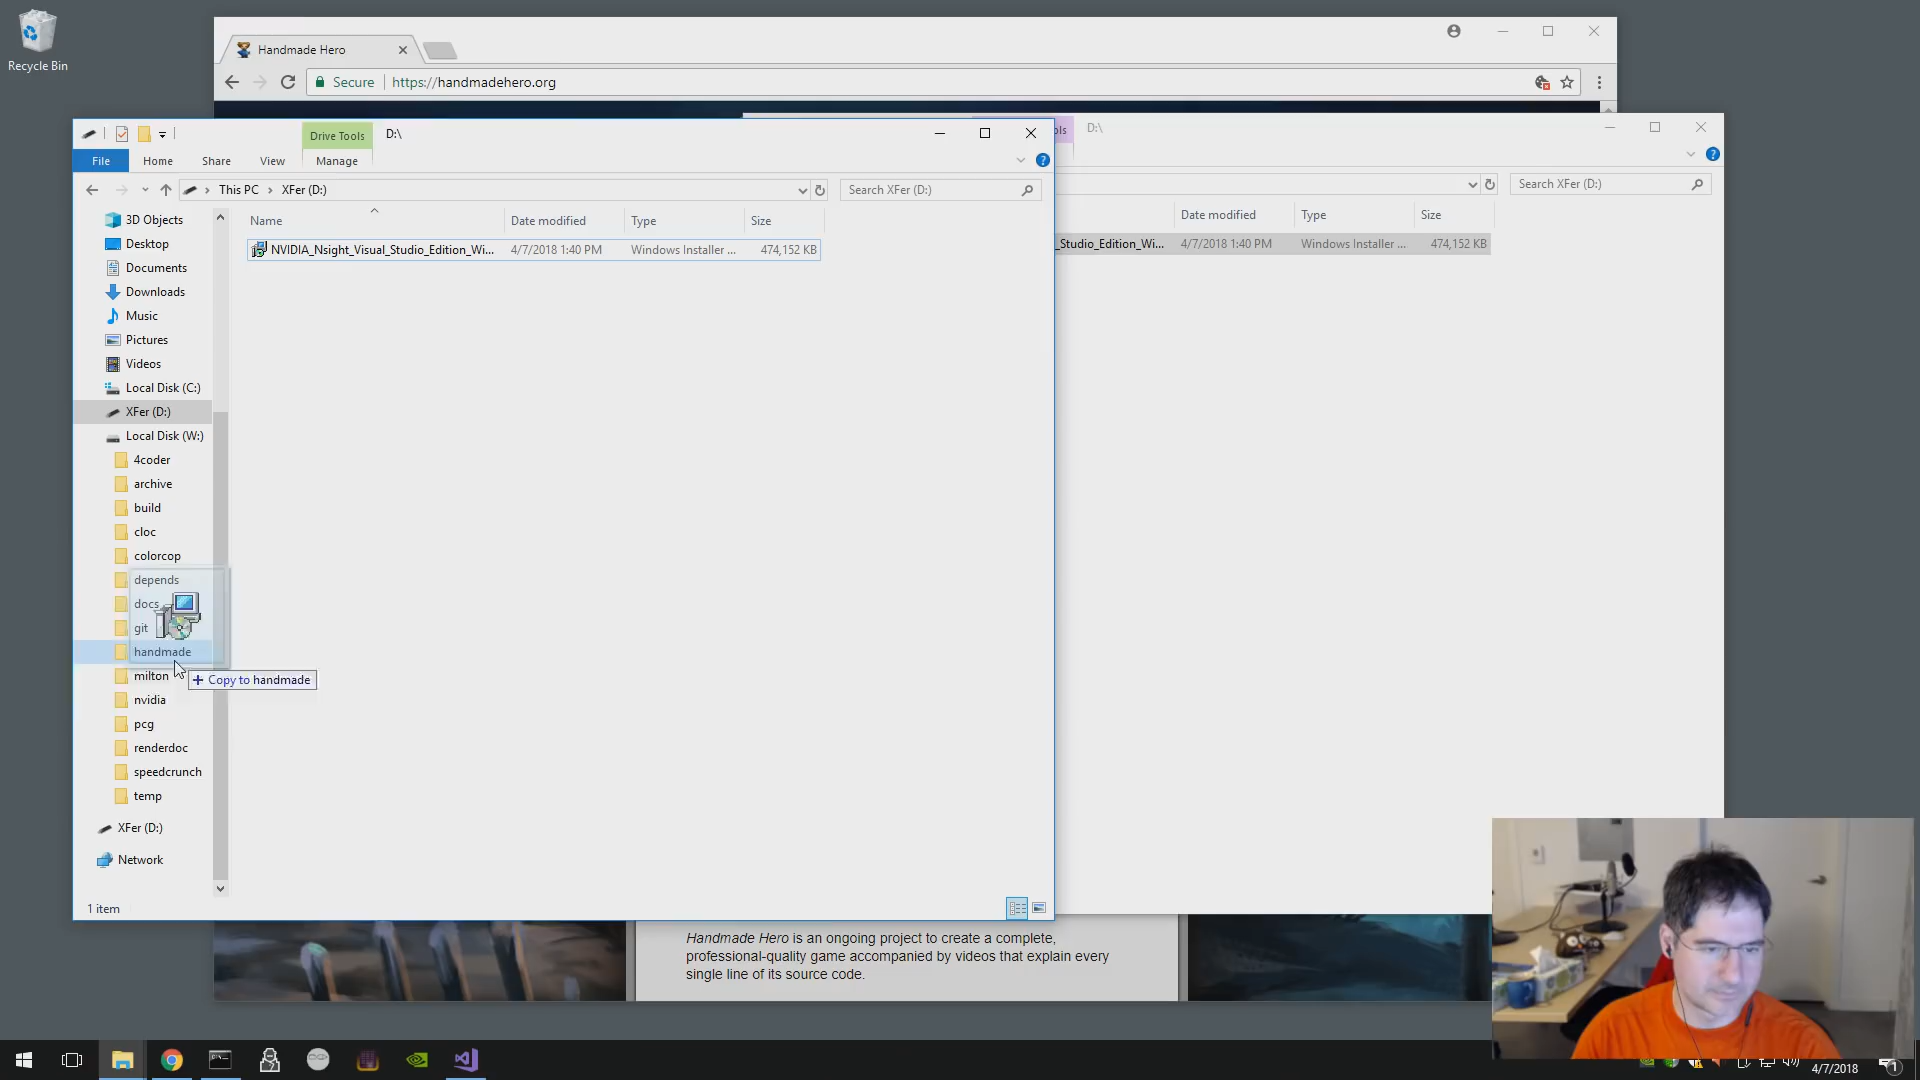 Recycle Bin
Handmade Hero
Secure
https://handmadehero.org
Drive Tools
D:\
D:\
File
Home
Share
View
Manage
This PC
XFer (D:)
Search XFer (D:)
Search XFer (D:)
Name
Date modified
Type
Size
Date modified
Type
Size
NVIDIA_Nsight_Visual_Studio_Edition_Wi...
4/7/2018 1:40 PM
Windows Installer ...
474,152 KB
_Studio_Edition_Wi...
4/7/2018 1:40 PM
Windows Installer ...
474,152 KB
3D Objects
Desktop
Documents
Downloads
Music
Pictures
Videos
Local Disk (C:)
XFer (D:)
Local Disk (W:)
4coder
archive
build
cloc
colorcop
depends
docs
git
handmade
milton
+ Copy to handmade
nvidia
pcg
renderdoc
speedcrunch
temp
XFer (D:)
Network
1 item
Handmade Hero is an ongoing project to create a complete,
professional-quality game accompanied by videos that explain every
single line of its source code.
4/7/2018
1